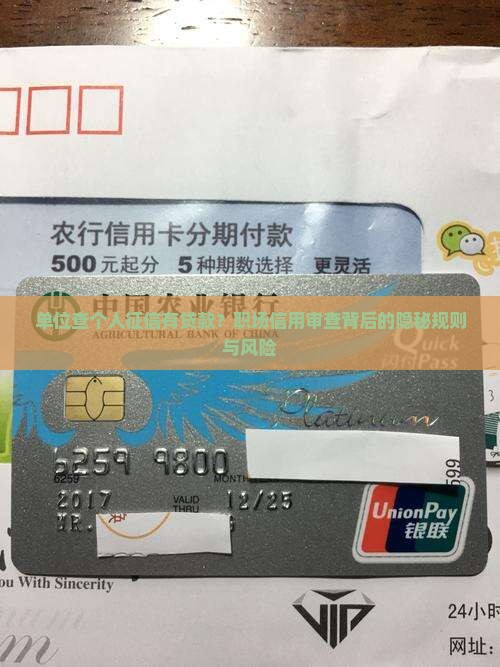 农行信用卡分期付款
500元起分 5种期数选择 更灵活
中国农业银行
AGRICULTURAL BANK OF CHINA
单位查个人征信有贷款?职场信用审查背后的隐秘规则
与风险
Quick
Pass
Platinum
6259 9800
6259
MONTH
2017 VALID THRU 12/25
MR.
599
UnionPay
银联
ou With Sincerity
VIP
24小时
网址: